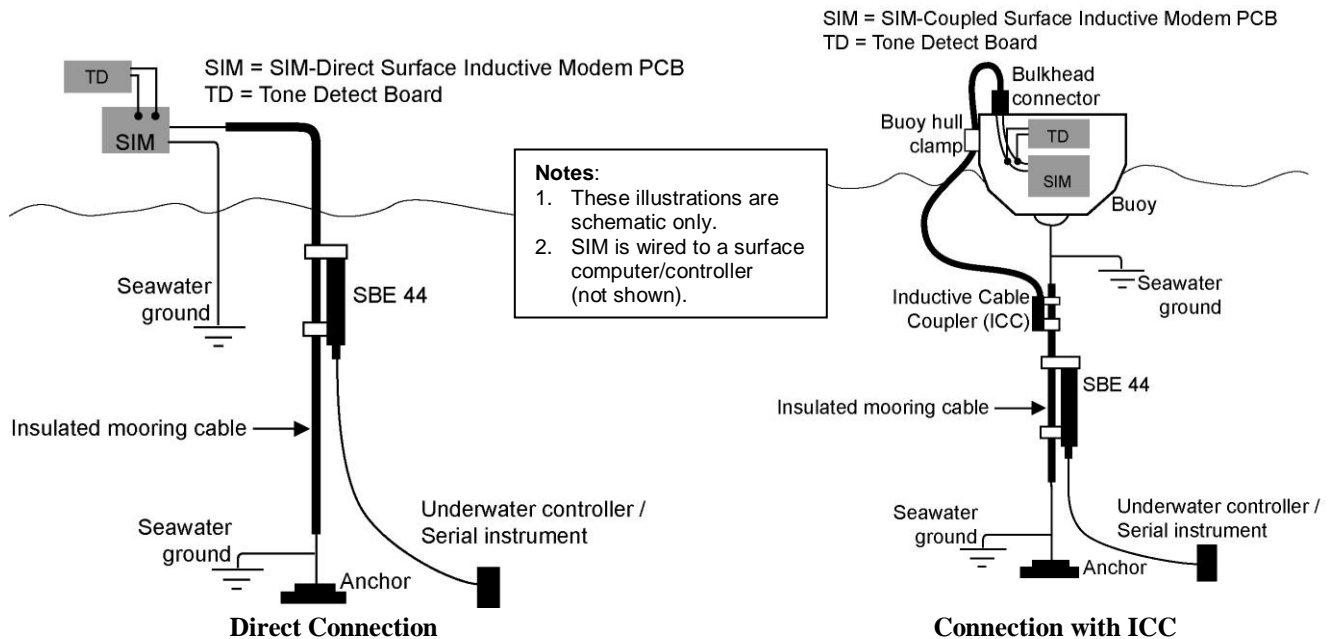 SIM = SIM-Direct Surface Inductive Modem PCB
TD = Tone Detect Board
TD
SIM
Seawater
ground
SBE 44
Insulated mooring cable
Underwater controller /
Serial instrument
Seawater
ground
Anchor
Direct Connection
Notes:
1. These illustrations are
schematic only.
2. SIM is wired to a surface
computer/controller
(not shown).
SIM = SIM-Coupled Surface Inductive Modem PCB
TD = Tone Detect Board
Bulkhead
connector
Buoy hull
clamp
TD
SIM
Buoy
Seawater
ground
Inductive Cable
Coupler (ICC)
SBE 44
Insulated mooring cable
Underwater controller /
Serial instrument
Seawater
ground
Anchor
Connection with ICC